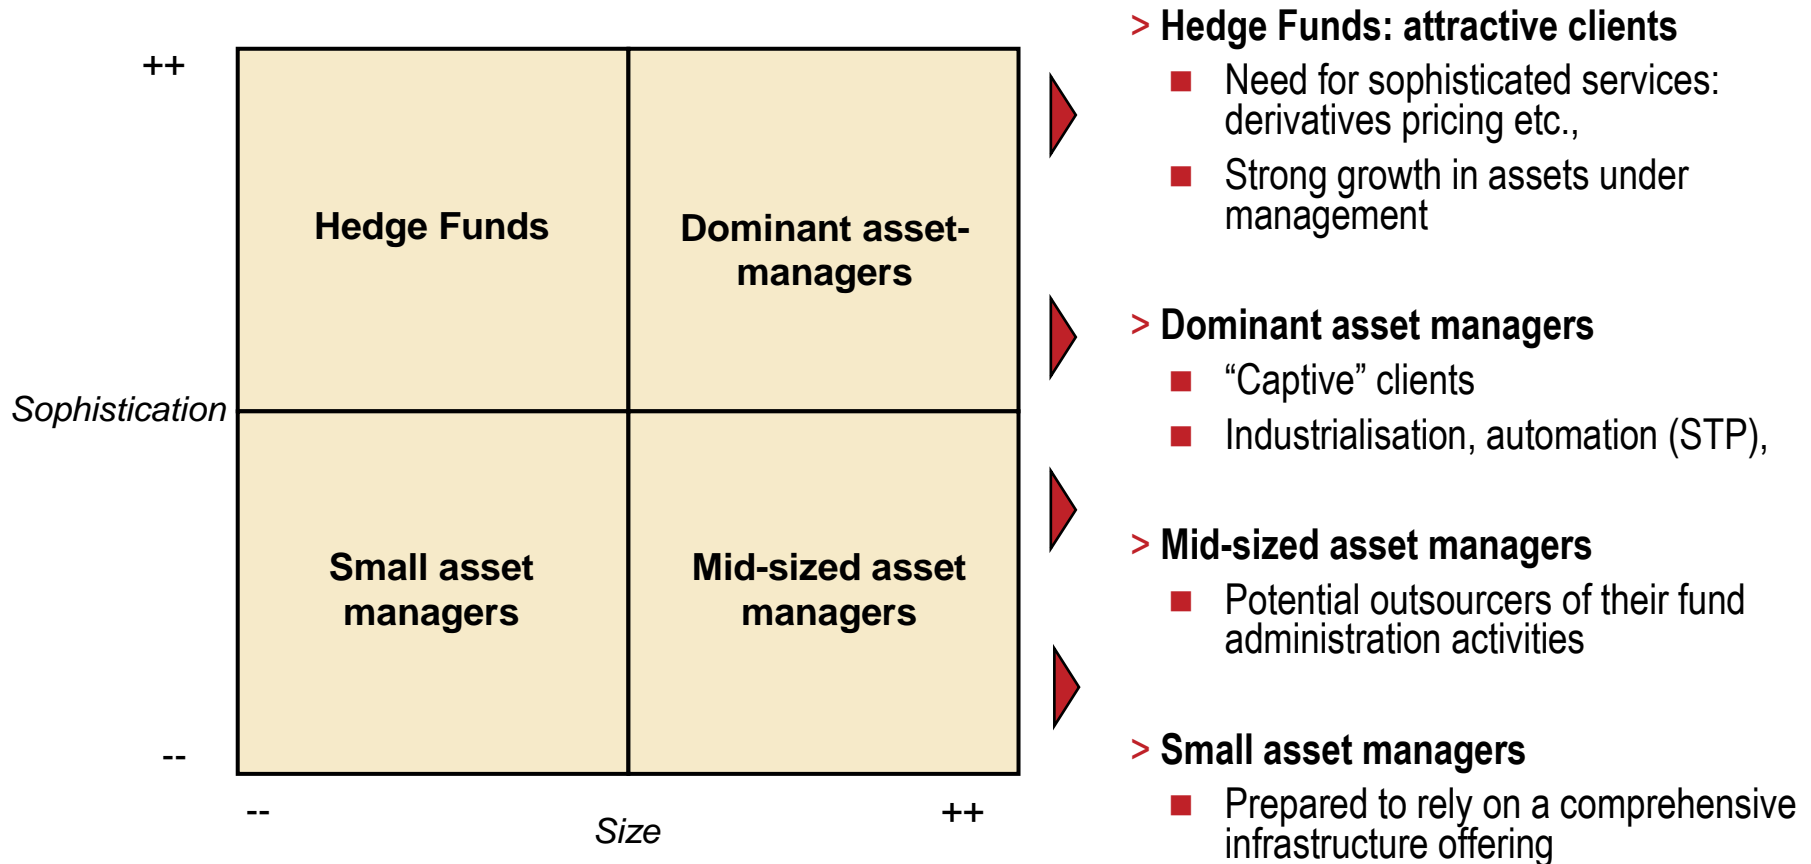 ++
Hedge Funds
Dominant asset-
managers
Sophistication
Small asset
managers
Mid-sized asset
managers
--
--
Size
++
> Hedge Funds: attractive clients
Need for sophisticated services:
derivatives pricing etc.,
Strong growth in assets under
management
> Dominant asset managers
“Captive” clients
Industrialisation, automation (STP),
> Mid-sized asset managers
Potential outsourcers of their fund
administration activities
> Small asset managers
Prepared to rely on a comprehensive
infrastructure offering